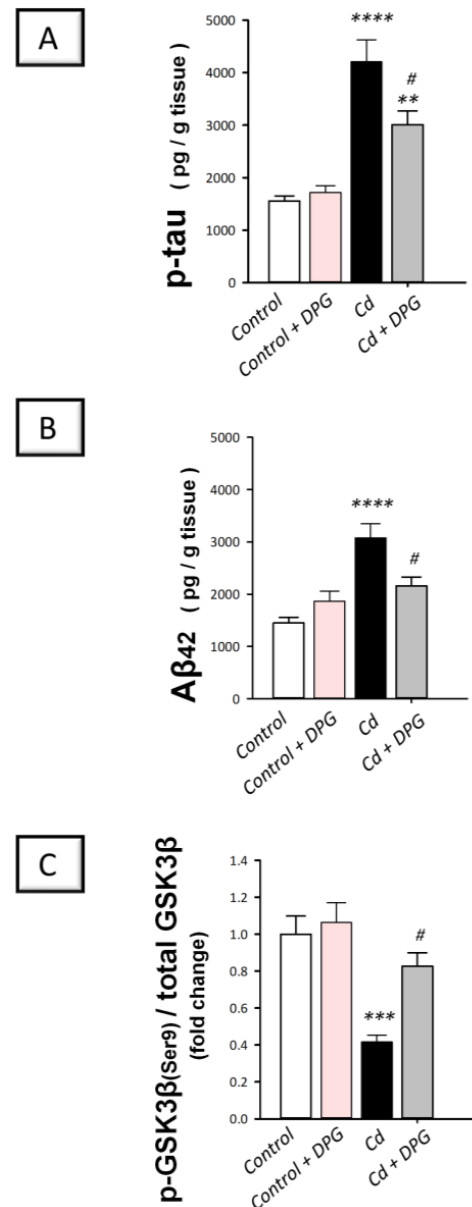 A
p-tau ( pg / g tissue )
5000
4000
3000
2000
1000
0
****
#
**
Control
Control + DPG
Cd
Cd + DPG
B
Aβ42 ( pg / g tissue )
5000
4000
3000
2000
1000
0
****
#
Control
Control + DPG
Cd
Cd + DPG
C
p-GSK3β(Ser9) / total GSK3β
(fold change)
1.4
1.2
1.0
0.8
0.6
0.4
0.2
0.0
***
#
Control
Control + DPG
Cd
Cd + DPG